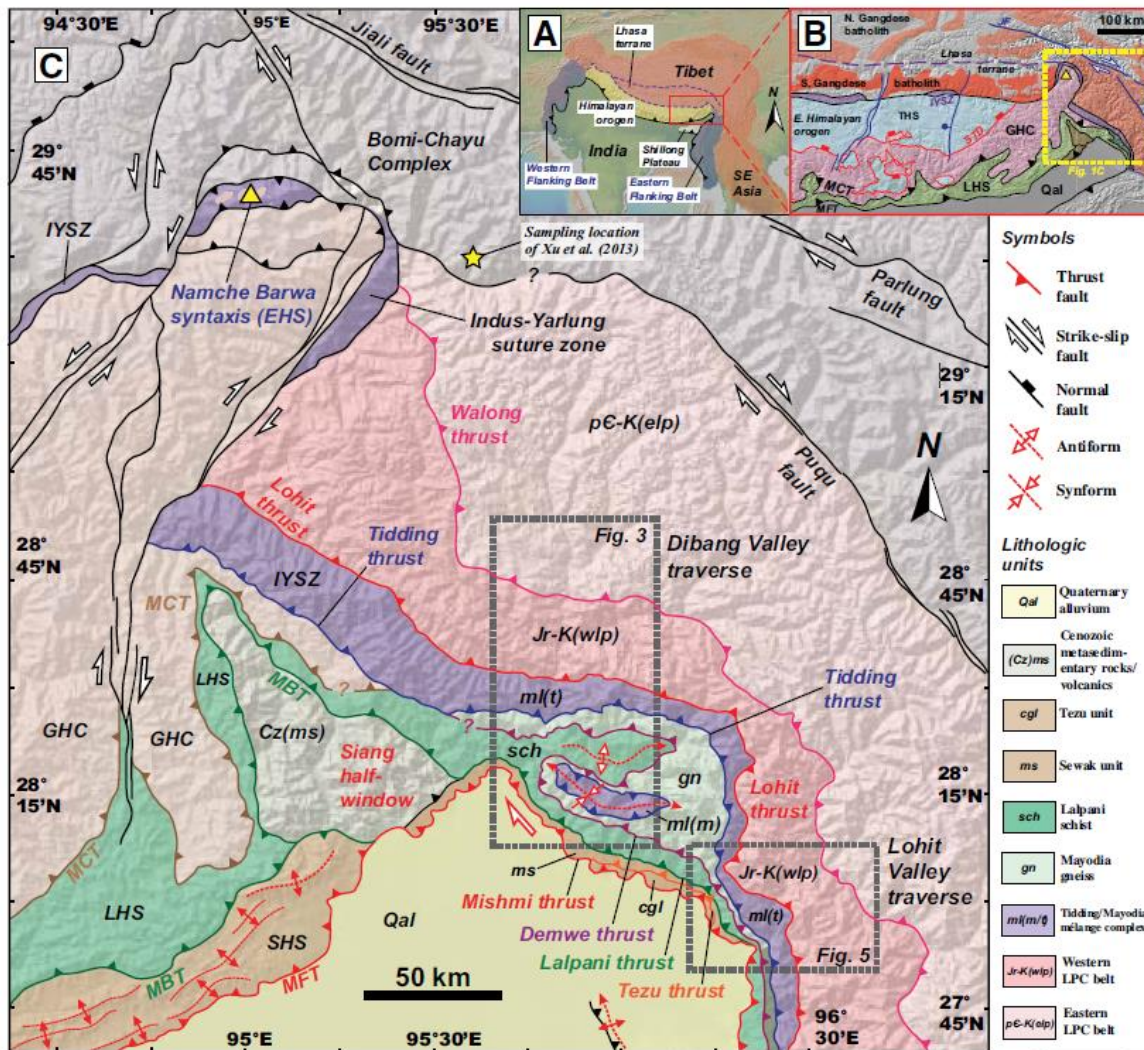 94°30'E
95°E
95°30'E
C
Jiali fault
Bomi-Chayu
Complex
29°
45'N
IYSZ
Namche Barwa
syntaxis (EHS)
Sampling location
of Xu et al. (2013)
?
Indus-Yarlung
suture zone
A
Lhasa
terrane
Tibet
N
Himalayan
orogen
India
Shillong
Plateau
Western
Flanking Belt
Eastern
Flanking Belt
SE
Asia
B
N. Gangdese
batholith
100 km
JF
Lhasa
terrane
S. Gangdese
batholith
IYSZ
E. Himalayan
orogen
THS
STD
GHC
MCT
LHS
Qal
MFT
Fig. 1C
Parlung
fault
29°
15'N
Walong
thrust
pЄ-K(elp)
Puqu
fault
N
Lohit
thrust
Tidding
thrust
Fig. 3
Dibang Valley
traverse
28°
45'N
28°
45'N
IYSZ
MCT
Jr-K(wlp)
LHS
MBT
?
ml(t)
Tidding
thrust
GHC
GHC
Cz(ms)
Siang
half-
window
?
sch
gn
28°
15'N
28°
15'N
Lohit
thrust
ml(m)
Lohit
Valley
traverse
MCT
ms
Jr-K(wlp)
LHS
Qal
cgl
Mishmi thrust
ml(t)
SHS
Demwe thrust
Fig. 5
MBT
MFT
50 km
Lalpani thrust
Tezu thrust
27°
45'N
95°E
95°30'E
96°
30'E
Symbols
Thrust
fault
Strike-slip
fault
Normal
fault
Antiform
Synform
Lithologic
units
Qal
Quaternary
alluvium
(Cz)ms
Cenozoic
metasedim-
entary rocks/
volcanics
cgl
Tezu unit
ms
Sewak unit
sch
Lalpani
schist
gn
Mayodia
gneiss
ml(m/t)
Tidding/Mayodia
mélange complex
Jr-K(wlp)
Western
LPC belt
pЄ-K(elp)
Eastern
LPC belt